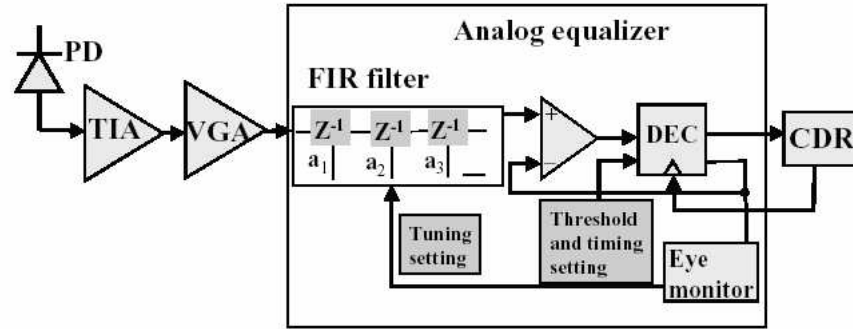 Analog equalizer
PD
FIR filter
TIA
VGA
Z-1
Z-1
Z-1
a1
a2
a3
+
−
DEC
CDR
Tuning
setting
Threshold
and timing
setting
Eye
monitor